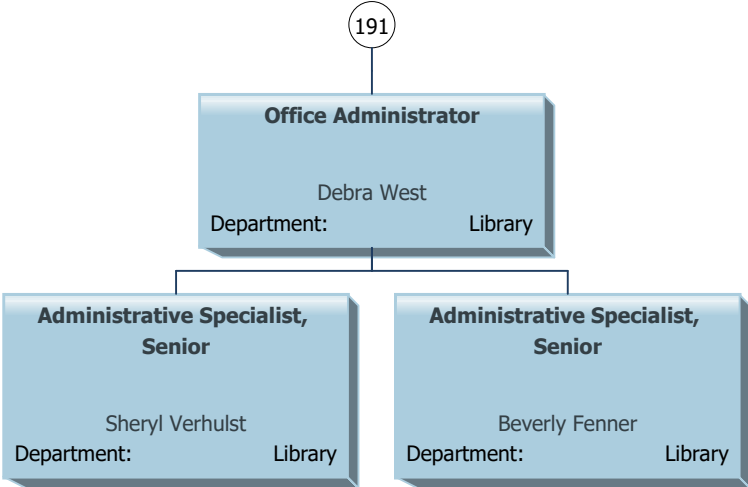 191
Office Administrator
Debra West
Department: Library
Administrative Specialist,
Senior
Sheryl Verhulst
Department: Library
Administrative Specialist,
Senior
Beverly Fenner
Department: Library